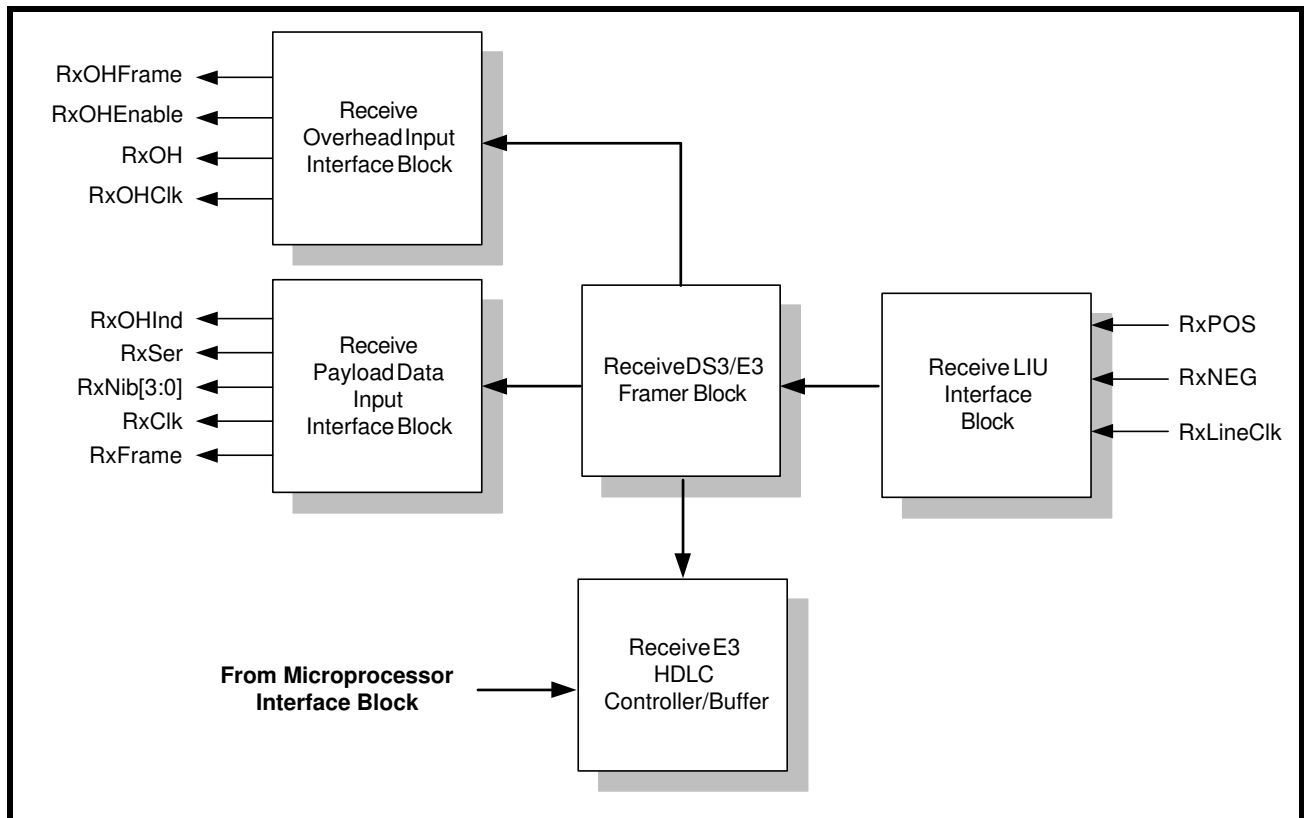 RxOHFrame
RxOHEnable
RxOH
RxOHClk
Receive
Overhead Input
Interface Block
RxOHInd
RxSer
RxNib[3:0]
RxClk
RxFrame
Receive
Payload Data
Input
Interface Block
Receive DS3/E3
Framer Block
Receive LIU
Interface
Block
RxPOS
RxNEG
RxLineClk
Receive E3
HDLC
Controller/Buffer
From Microprocessor
Interface Block